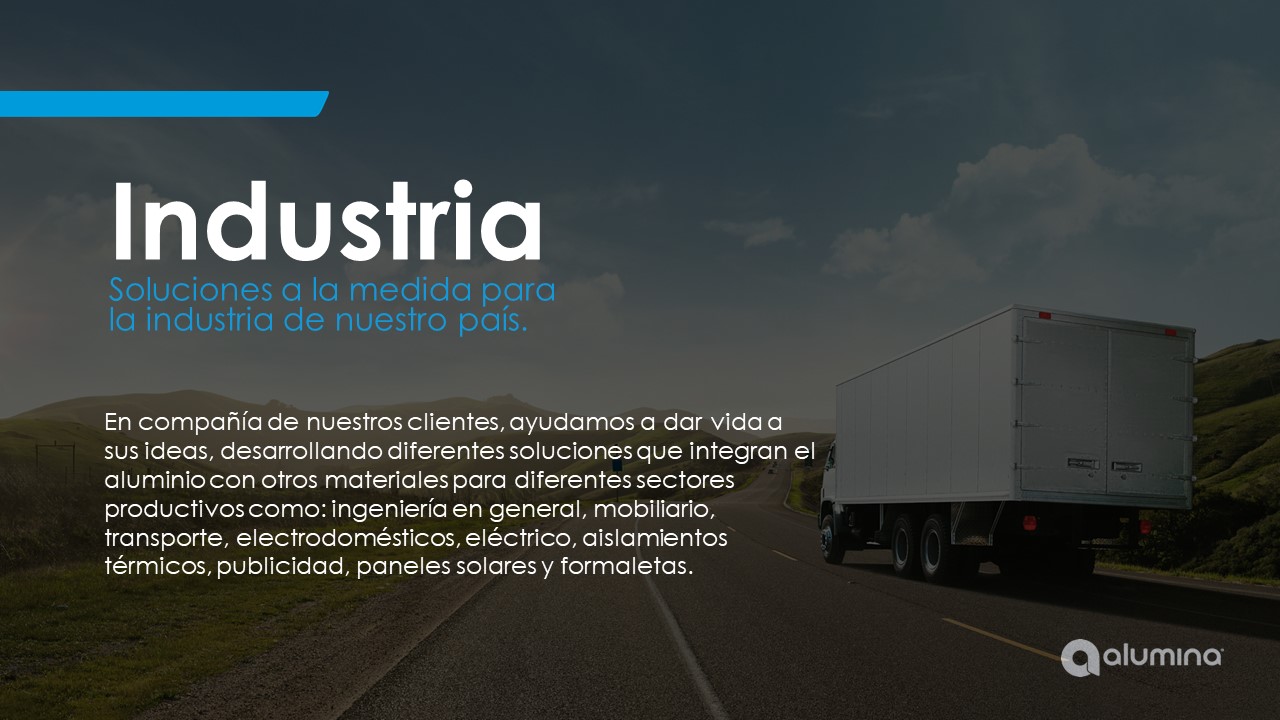 Industria
Soluciones a la medida para
la industria de nuestro país.
En compañía de nuestros clientes, ayudamos a dar vida a
sus ideas, desarrollando diferentes soluciones que integran el
aluminio con otros materiales para diferentes sectores
productivos como: ingeniería en general, mobiliario,
transporte, electrodomésticos, eléctrico, aislamientos
térmicos, publicidad, paneles solares y formaletas.
alumina